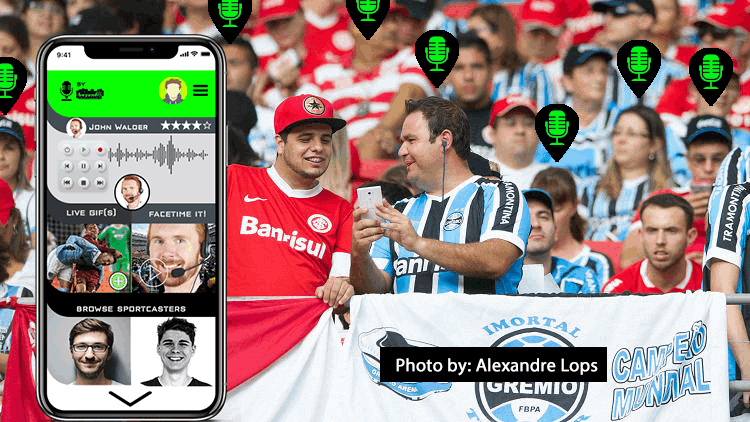 9:41
BY
JOHN WALDER
LIVE GIF(S)
FACETIME IT!
BROWSE SPORTCASTERS
Banrisul
TRAMONTINA
TRAMONTINA
IMORTAL
GRÊMIO
FBPA
CAMPEÃO
MUNDIAL
Photo by: Alexandre Lops